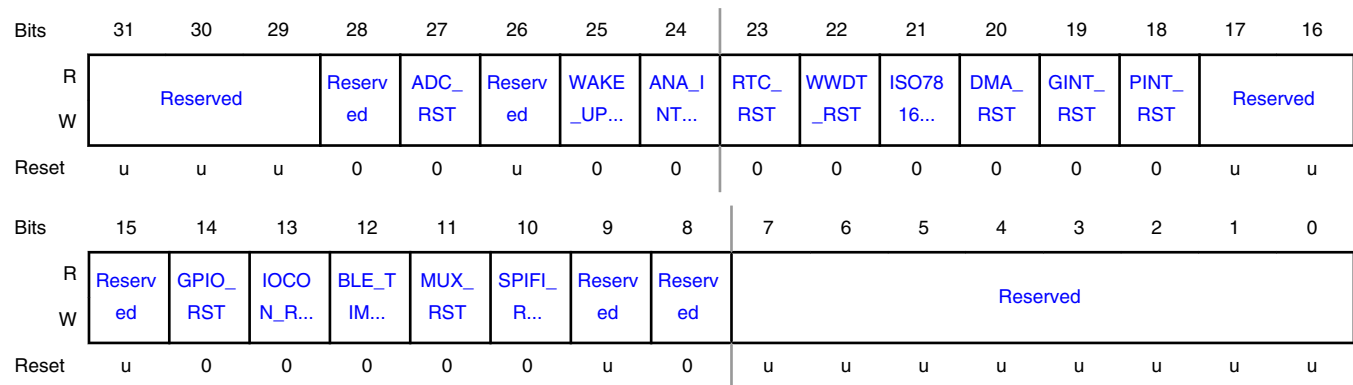 Bits 31 30 29 28 27 26 25 24 23 22 21 20 19 18 17 16
R Reserved Reserv ADC_ Reserv WAKE ANA_I RTC_ WWDT ISO78 DMA_ GINT_ PINT_ Reserved
W ed RST ed _UP... NT... RST _RST 16... RST RST RST
Reset u u u 0 0 u 0 0 0 0 0 0 0 0 u u
Bits 15 14 13 12 11 10 9 8 7 6 5 4 3 2 1 0
R Reserv GPIO_ IOCO BLE_T MUX_ SPIFI_ Reserv Reserv Reserved
W ed RST N_R... IM... RST R... ed ed
Reset u 0 0 0 0 0 u 0 u u u u u u u u